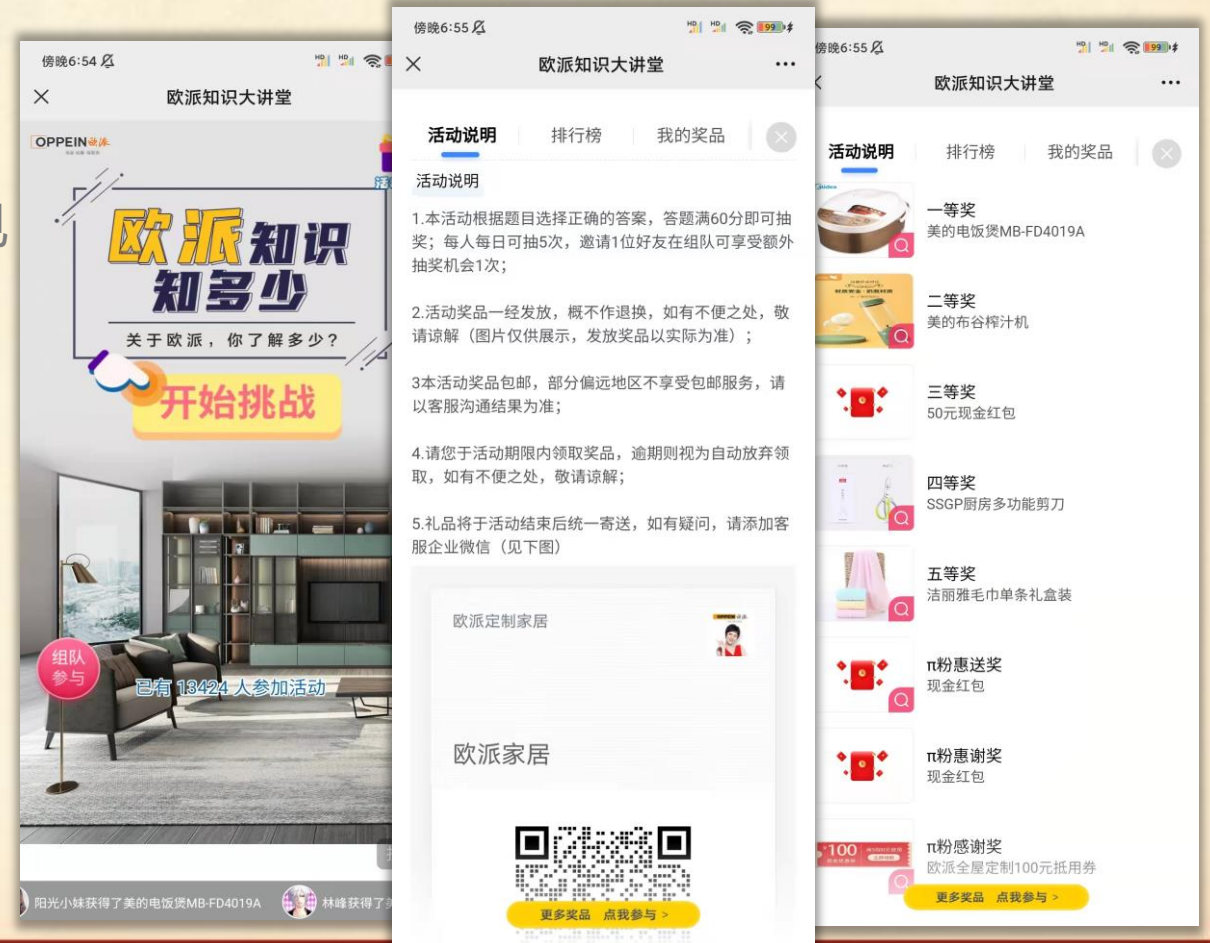 傍晚6:54
欧派知识大讲堂
OPPEIN欧派
欧派知识
知多少
关于欧派，你了解多少？
开始挑战
组队
参与
已有 13424 人参加活动
阳光小妹获得了美的电饭煲MB-FD4019A
林峰获得了
傍晚6:55
99
欧派知识大讲堂
活动说明
排行榜
我的奖品
活动说明
1.本活动根据题目选择正确的答案，答题满60分即可抽
奖；每人每日可抽5次，邀请1位好友在组队可享受额外
抽奖机会1次；
2.活动奖品一经发放，概不作退换，如有不便之处，敬
请谅解（图片仅供展示，发放奖品以实际为准）；
3本活动奖品包邮，部分偏远地区不享受包邮服务，请
以客服沟通结果为准；
4.请您于活动期限内领取奖品，逾期则视为自动放弃领
取，如有不便之处，敬请谅解；
5.礼品将于活动结束后统一寄送，如有疑问，请添加客
服企业微信（见下图）
欧派定制家居
欧派家居
更多奖品 点我参与 >
傍晚6:55
99
欧派知识大讲堂
活动说明
排行榜
我的奖品
一等奖
美的电饭煲MB-FD4019A
二等奖
美的布谷榨汁机
三等奖
50元现金红包
四等奖
SSGP厨房多功能剪刀
五等奖
洁丽雅毛巾单条礼盒装
π粉惠送奖
现金红包
π粉惠谢奖
现金红包
π粉感谢奖
欧派全屋定制100元抵用券
更多奖品 点我参与 >